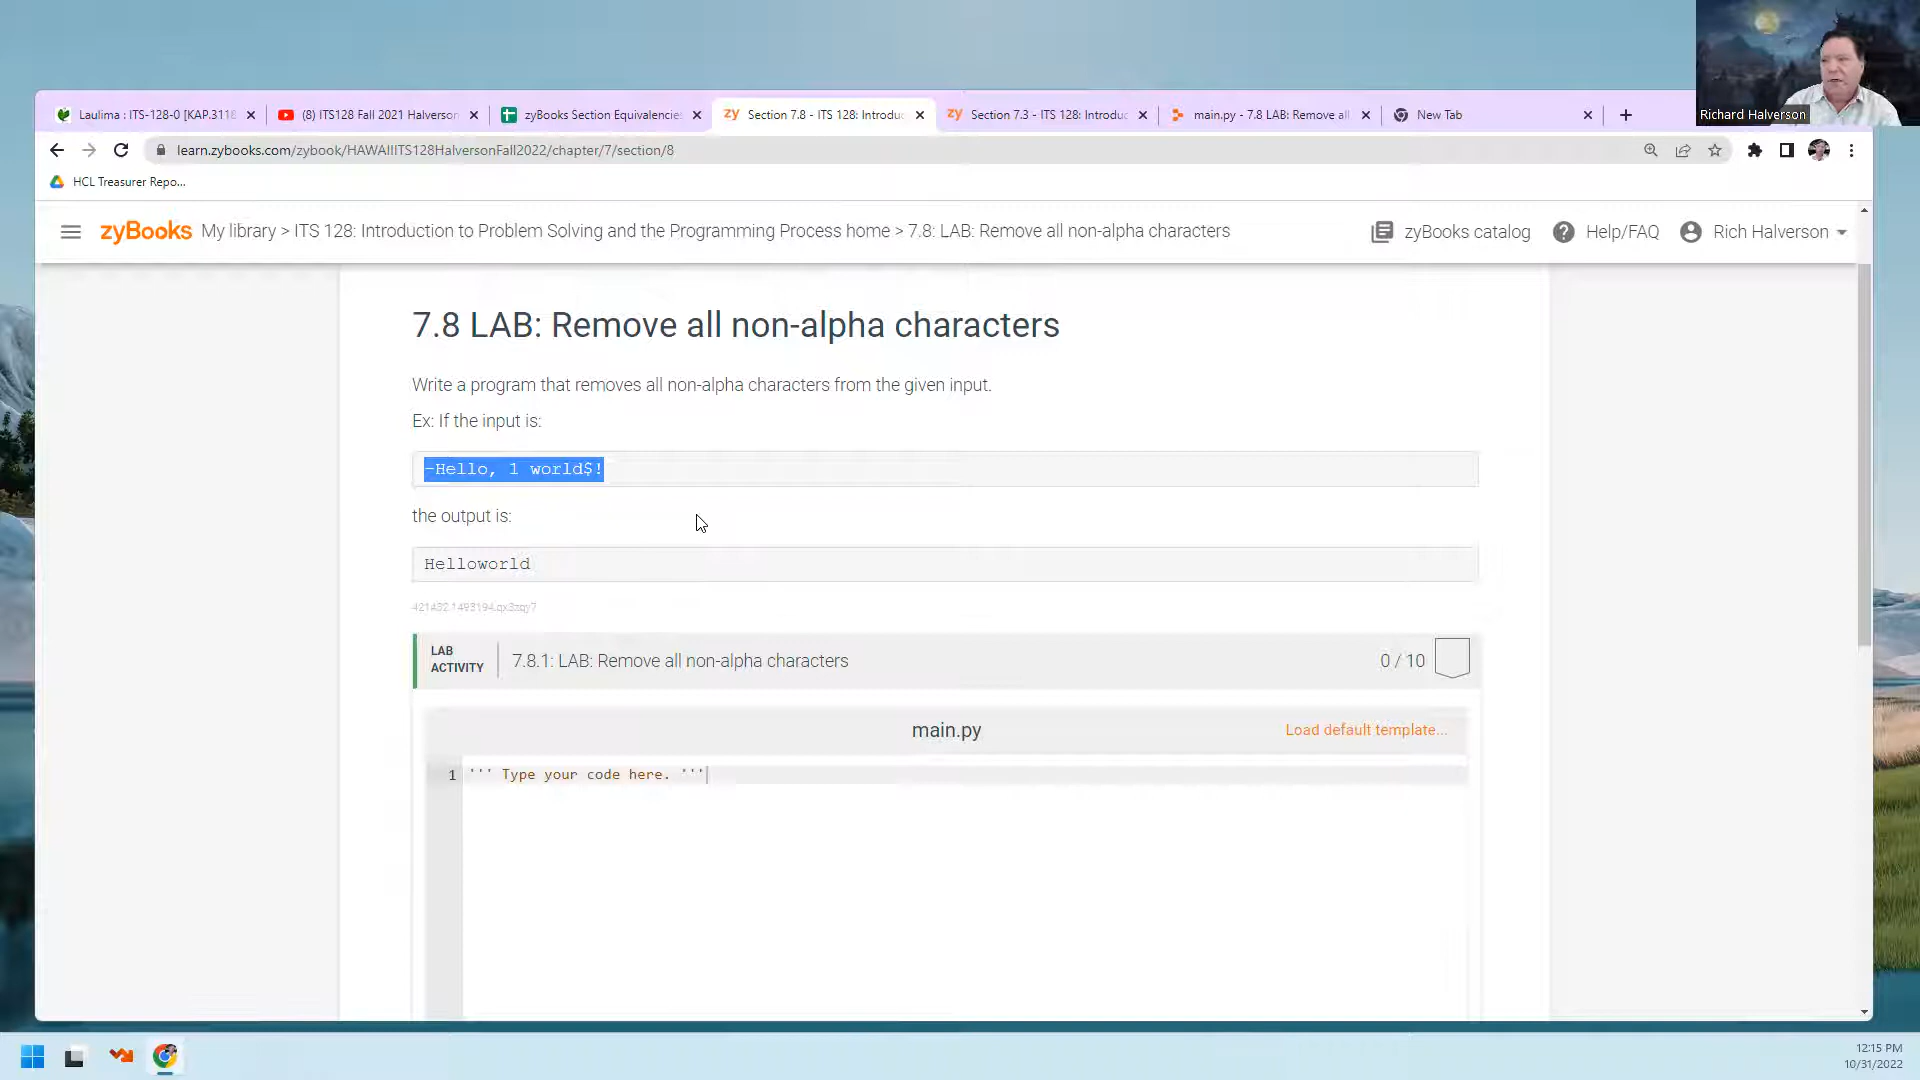 Laulima : ITS-128-0 [KAP.3118
(8) ITS128 Fall 2021 Halverson
zyBooks Section Equivalencies
zy Section 7.8 - ITS 128: Introduc
zy Section 7.3 - ITS 128: Introduc
main.py - 7.8 LAB: Remove all
New Tab
Richard Halverson
learn.zybooks.com/zybook/HAWAIIITS128HalversonFall2022/chapter/7/section/8
HCL Treasurer Repo...
zyBooks My library > ITS 128: Introduction to Problem Solving and the Programming Process home > 7.8: LAB: Remove all non-alpha characters
zyBooks catalog
Help/FAQ
Rich Halverson
7.8 LAB: Remove all non-alpha characters
Write a program that removes all non-alpha characters from the given input.
Ex: If the input is:
-Hello, 1 world$!
the output is:
Helloworld
421432.1493194.qx3zqy7
LAB
ACTIVITY
7.8.1: LAB: Remove all non-alpha characters
0 / 10
main.py
Load default template...
1 ''' Type your code here. '''
12:15 PM
10/31/2022